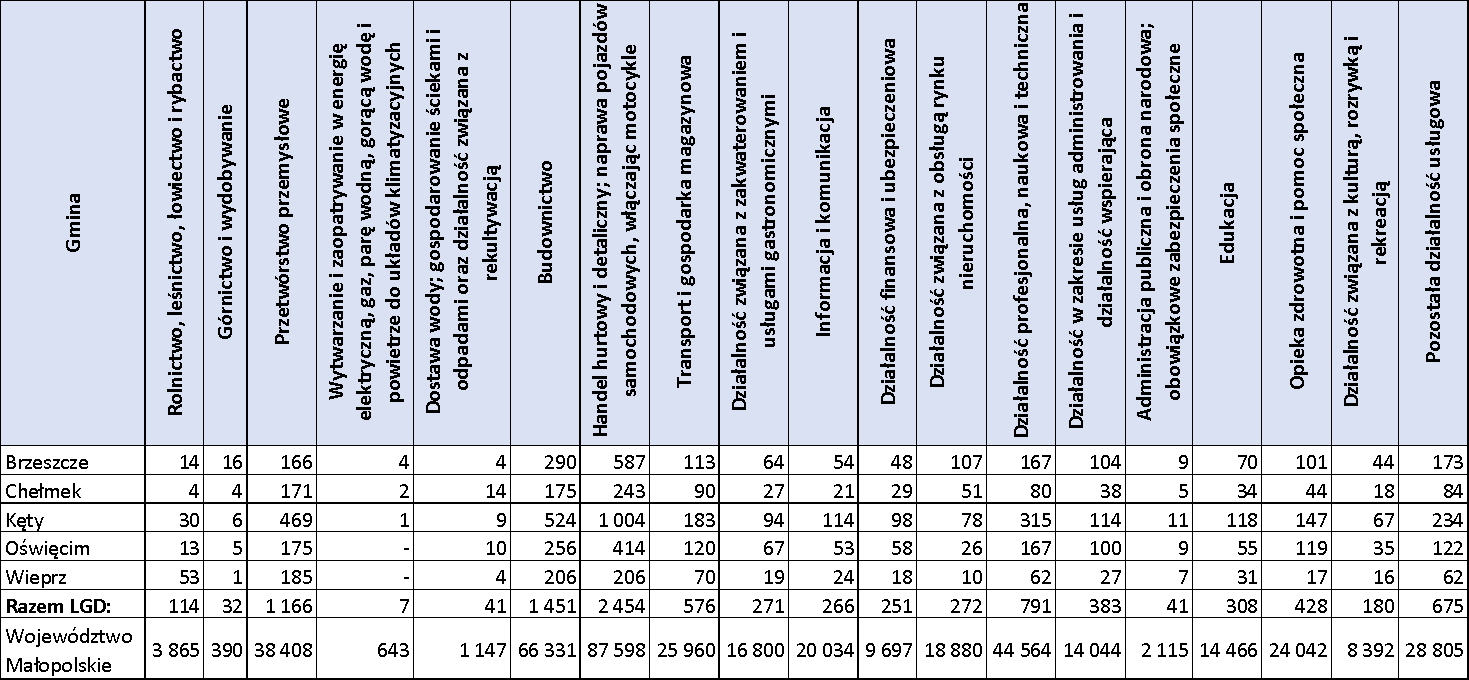 Gmina
Rolnictwo, leśnictwo, łowiectwo i rybactwo
Górnictwo i wydobywanie
Przetwórstwo przemysłowe
Wytwarzanie i zaopatrywanie w energię
elektryczną, gaz, parę wodną, gorącą wodę i
powietrze do układów klimatyzacyjnych
Dostawa wody; gospodarowanie ściekami i
odpadami oraz działalność związana z
rekultywacją
Budownictwo
Handel hurtowy i detaliczny; naprawa pojazdów
samochodowych, włączając motocykle
Transport i gospodarka magazynowa
Działalność związana z zakwaterowaniem i
usługami gastronomicznymi
Informacja i komunikacja
Działalność finansowa i ubezpieczeniowa
Działalność związana z obsługą rynku
nieruchomości
Działalność profesjonalna, naukowa i techniczna
Działalność w zakresie usług administrowania i
działalność wspierająca
Administracja publiczna i obrona narodowa;
obowiązkowe zabezpieczenia społeczne
Edukacja
Opieka zdrowotna i pomoc społeczna
Działalność związana z kulturą, rozrywką i
rekreacją
Pozostała działalność usługowa
Brzeszcze 14 16 166 4 4 290 587 113 64 54 48 107 167 104 9 70 101 44 173
Chełmek 4 4 171 2 14 175 243 90 27 21 29 51 80 38 5 34 44 18 84
Kęty 30 6 469 1 9 524 1 004 183 94 114 98 78 315 114 11 118 147 67 234
Oświęcim 13 5 175 - 10 256 414 120 67 53 58 26 167 100 9 55 119 35 122
Wieprz 53 1 185 - 4 206 206 70 19 24 18 10 62 27 7 31 17 16 62
Razem LGD: 114 32 1 166 7 41 1 451 2 454 576 271 266 251 272 791 383 41 308 428 180 675
Województwo
Małopolskie 3 865 390 38 408 643 1 147 66 331 87 598 25 960 16 800 20 034 9 697 18 880 44 564 14 044 2 115 14 466 24 042 8 392 28 805